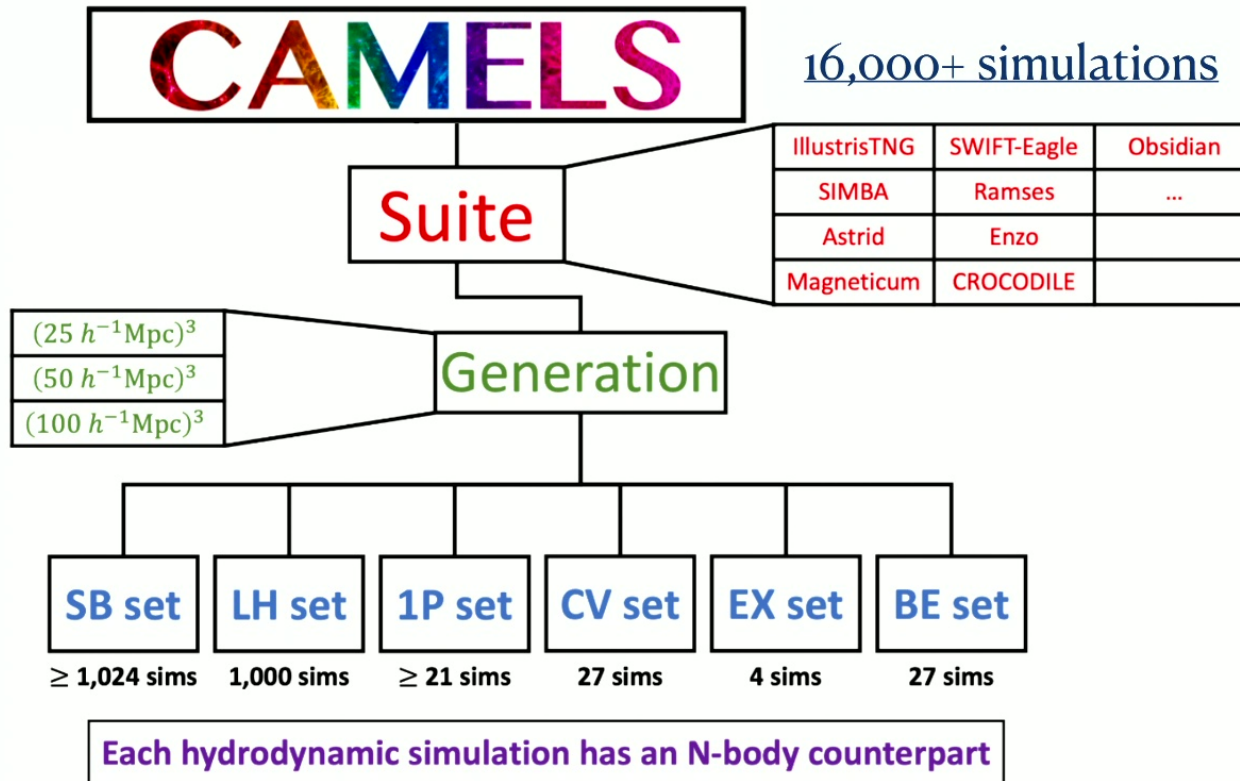 CAMELS
16,000+ simulations
Suite
IllustrisTNG SWIFT-Eagle Obsidian
SIMBA Ramses ...
Astrid Enzo
Magneticum CROCODILE
(25 h⁻¹Mpc)³
(50 h⁻¹Mpc)³
(100 h⁻¹Mpc)³
Generation
SB set LH set 1P set CV set EX set BE set
≥ 1,024 sims 1,000 sims ≥ 21 sims 27 sims 4 sims 27 sims
Each hydrodynamic simulation has an N-body counterpart